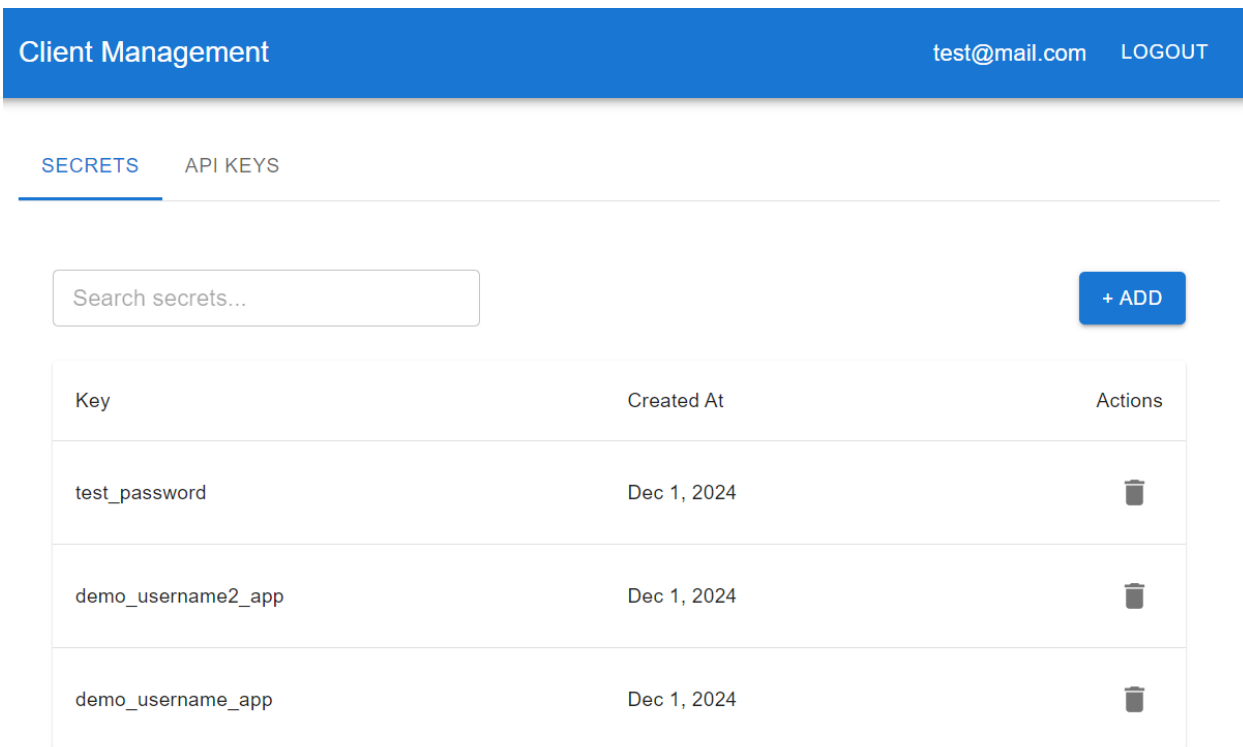 Client Management test@mail.com LOGOUT
SECRETS API KEYS
Search secrets...
+ ADD
Key Created At Actions
test_password Dec 1, 2024
demo_username2_app Dec 1, 2024
demo_username_app Dec 1, 2024